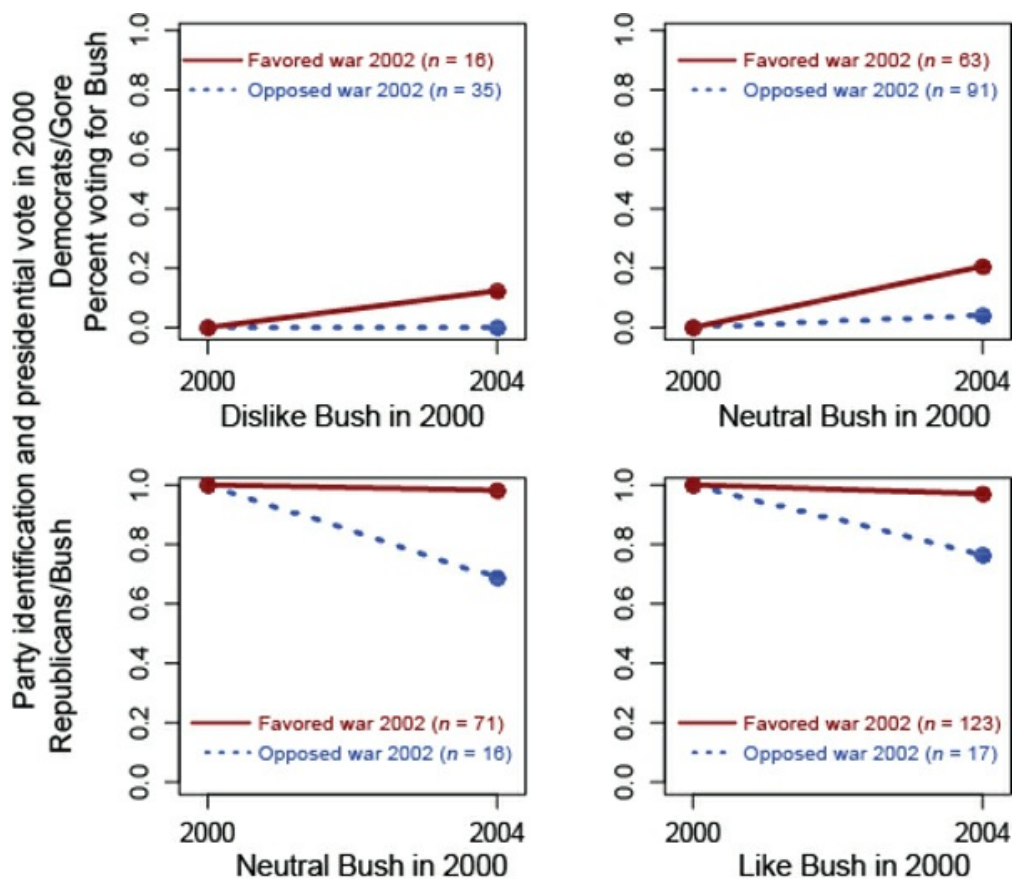 Party identification and presidential vote in 2000
Democrats/Gore
Percent voting for Bush
1.0
0.8
0.6
0.4
0.2
0.0
Favored war 2002 (n = 16)
Opposed war 2002 (n = 35)
2000
2004
Dislike Bush in 2000
1.0
0.8
0.6
0.4
0.2
0.0
Favored war 2002 (n = 63)
Opposed war 2002 (n = 91)
2000
2004
Neutral Bush in 2000
Republicans/Bush
1.0
0.8
0.6
0.4
0.2
0.0
Favored war 2002 (n = 71)
Opposed war 2002 (n = 16)
2000
2004
Neutral Bush in 2000
1.0
0.8
0.6
0.4
0.2
0.0
Favored war 2002 (n = 123)
Opposed war 2002 (n = 17)
2000
2004
Like Bush in 2000